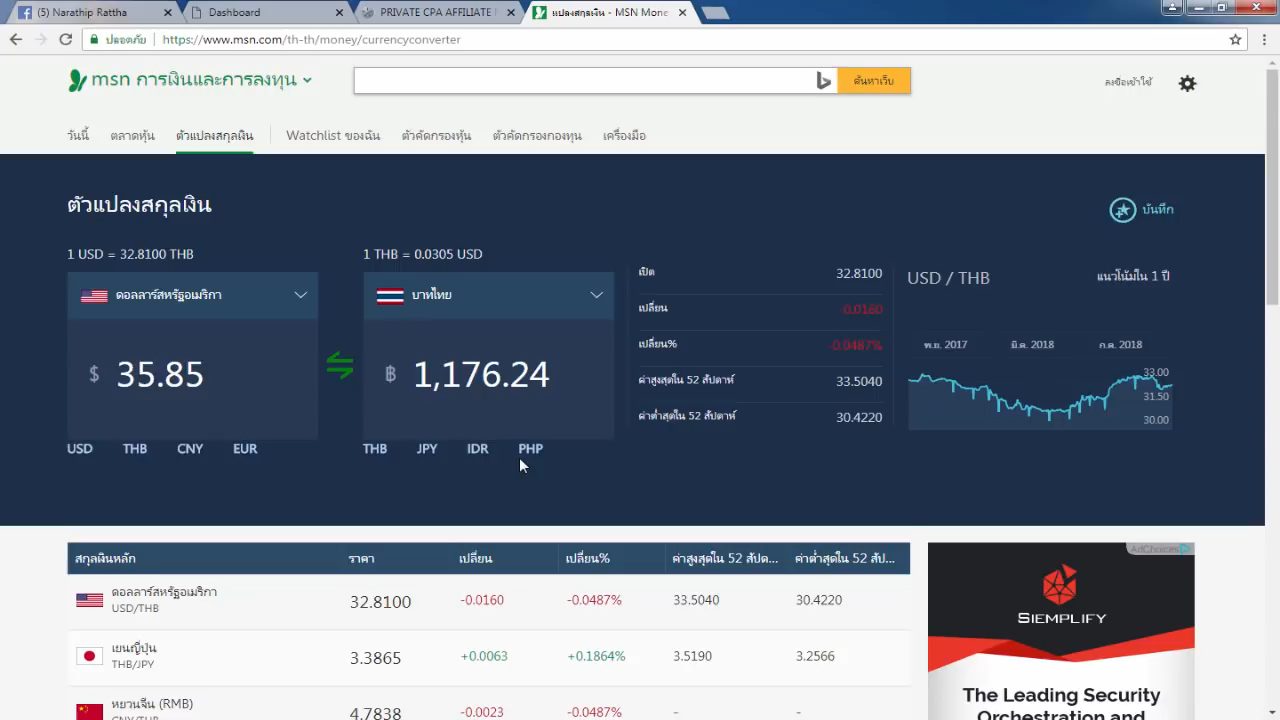 Narathip Rattha
Dashboard
PRIVATE CPA AFFILIATE
แปลงสกุลเงิน - MSN Mone
ปลอดภัย https://www.msn.com/th-th/money/currencyconverter
msn การเงินและการลงทุน
ค้นหาเว็บ
ลงชื่อเข้าใช้
วันนี้ ตลาดหุ้น ตัวแปลงสกุลเงิน Watchlist ของฉัน ตัวคัดกรองหุ้น ตัวคัดกรองกองทุน เครื่องมือ
ตัวแปลงสกุลเงิน
บันทึก
1 USD = 32.8100 THB
ดอลลาร์สหรัฐอเมริกา
$ 35.85
USD THB CNY EUR
1 THB = 0.0305 USD
บาทไทย
฿ 1,176.24
THB JPY IDR PHP
เปิด 32.8100
เปลี่ยน -0.0160
เปลี่ยน% -0.0487%
ค่าสูงสุดใน 52 สัปดาห์ 33.5040
ค่าต่ำสุดใน 52 สัปดาห์ 30.4220
USD / THB แนวโน้มใน 1 ปี
พ.ย. 2017 มี.ค. 2018 ก.ค. 2018
33.00
31.50
30.00
สกุลเงินหลัก ราคา เปลี่ยน เปลี่ยน% ค่าสูงสุดใน 52 สัปด... ค่าต่ำสุดใน 52 สัป...
ดอลลาร์สหรัฐอเมริกา
USD/THB
32.8100 -0.0160 -0.0487% 33.5040 30.4220
เยนญี่ปุ่น
THB/JPY
3.3865 +0.0063 +0.1864% 3.5190 3.2566
หยวนจีน (RMB)
CNY/THB
4.7838 -0.0023 -0.0487% - -
AdChoices
SIEMPLIFY
The Leading Security
Orchestration and